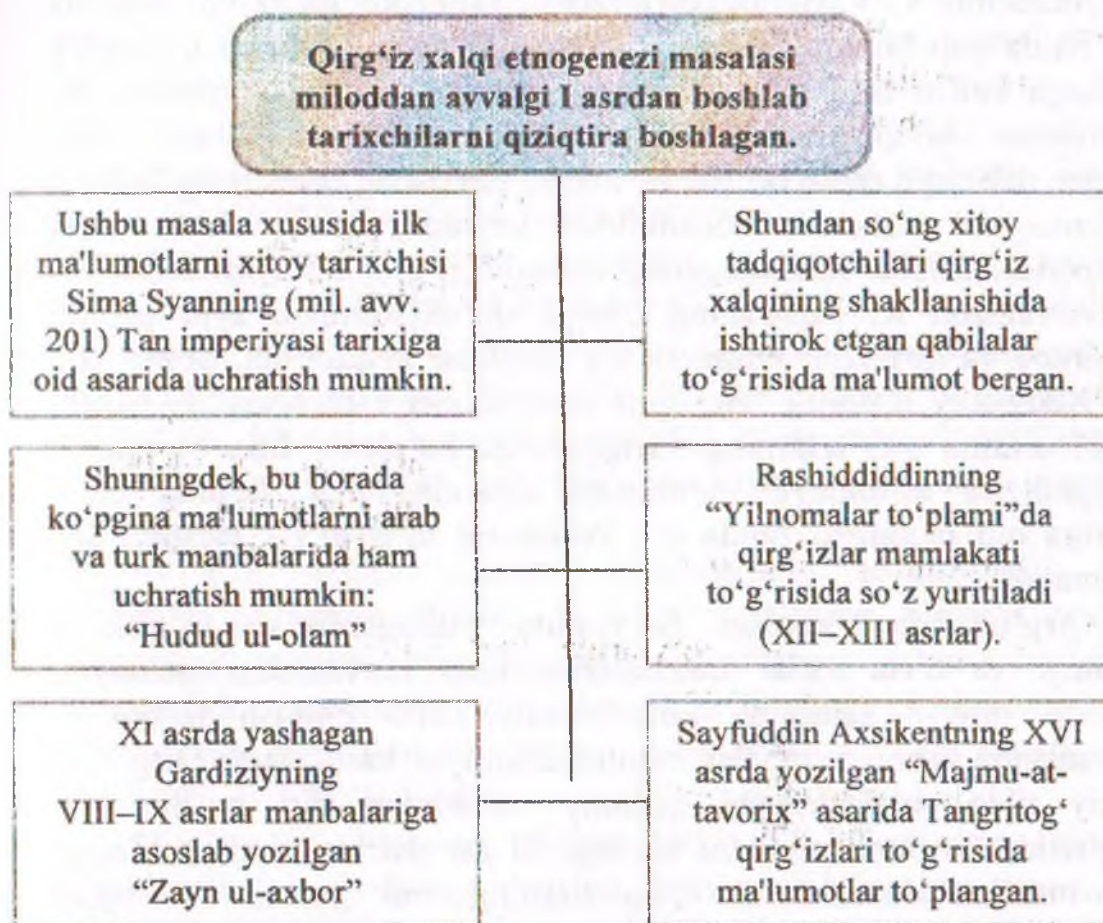 Qirg‘iz xalqi etnogenezi masalasi
miloddan avvalgi I asrdan boshlab
tarixchilarni qiziqtira boshlagan.
Ushbu masala xususida ilk
ma'lumotlarni xitoy tarixchisi
Sima Syanning (mil. avv.
201) Tan imperiyasi tarixiga
oid asarida uchratish mumkin.
Shundan so‘ng xitoy
tadqiqotchilari qirg‘iz
xalqining shakllanishida
ishtirok etgan qabilalar
to‘g‘risida ma'lumot bergan.
Shuningdek, bu borada
ko‘pgina ma'lumotlarni arab
va turk manbalarida ham
uchratish mumkin:
“Hudud ul-olam”
Rashiddiddinning
“Yilnomalar to‘plami”da
qirg‘izlar mamlakati
to‘g‘risida so‘z yuritiladi
(XII–XIII asrlar).
XI asrda yashagan
Gardiziyning
VIII–IX asrlar manbalariga
asoslab yozilgan
“Zayn ul-axbor”
Sayfuddin Axsikentning XVI
asrda yozilgan “Majmu-at-
tavorix” asarida Tangritog‘
qirg‘izlari to‘g‘risida
ma'lumotlar to‘plangan.